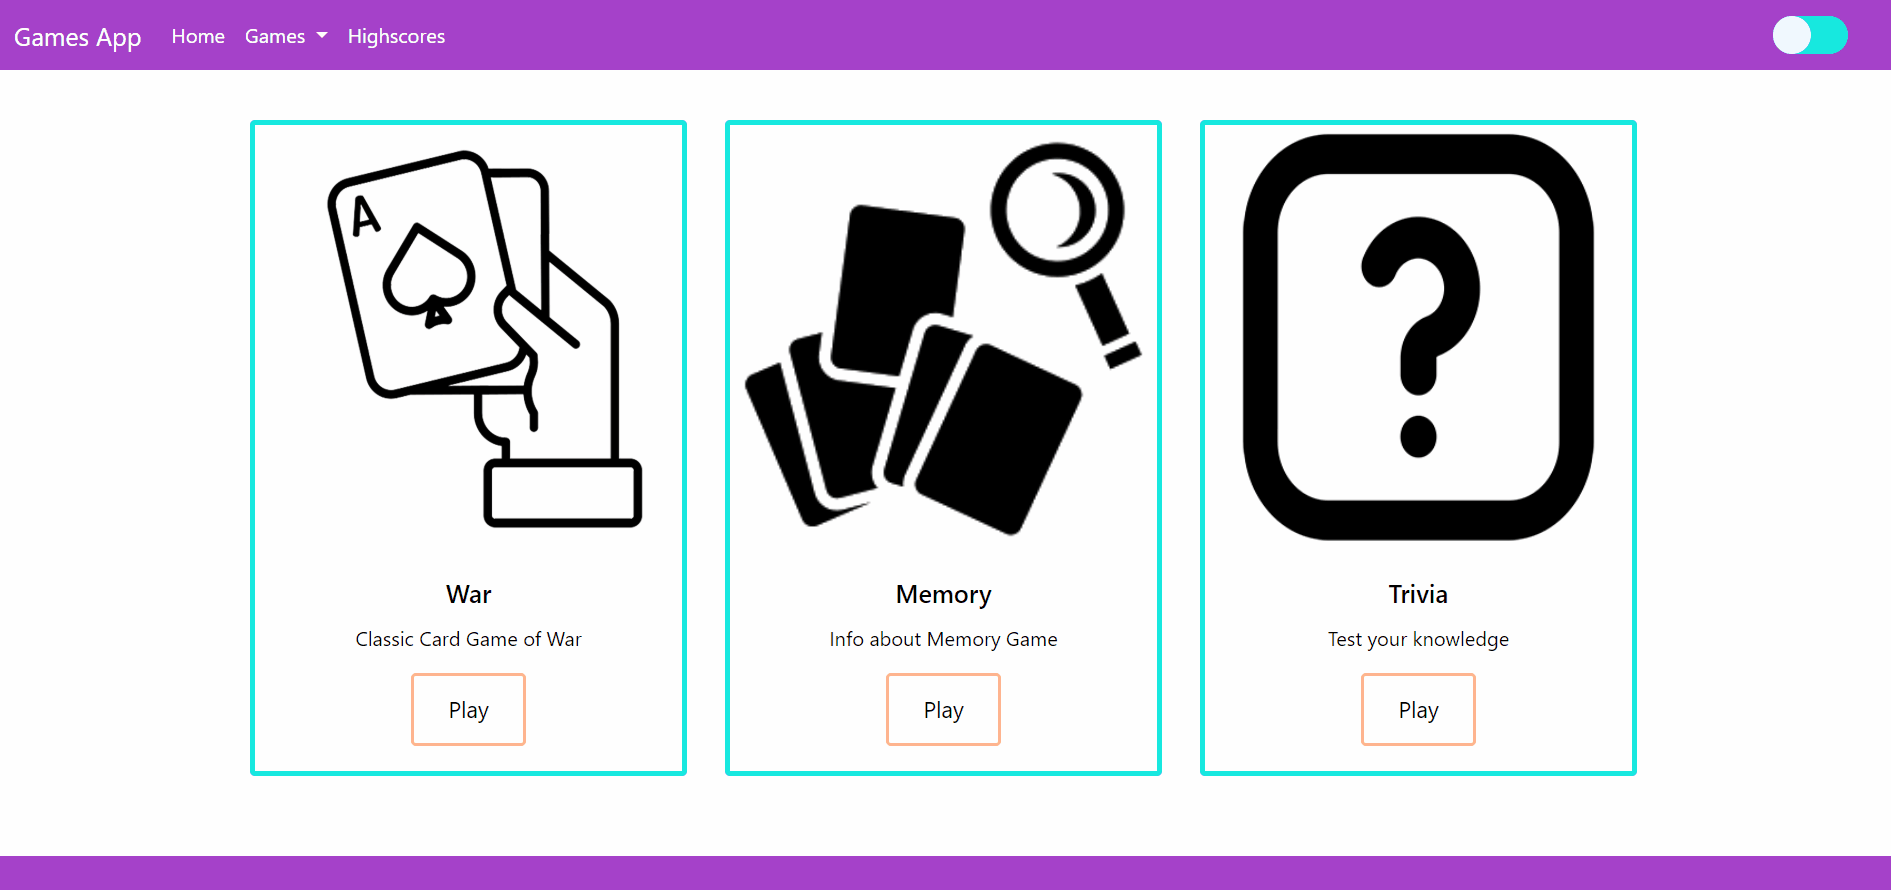 Games App Home Games Highscores
A
War
Classic Card Game of War
Play
Memory
Info about Memory Game
Play
?
Trivia
Test your knowledge
Play